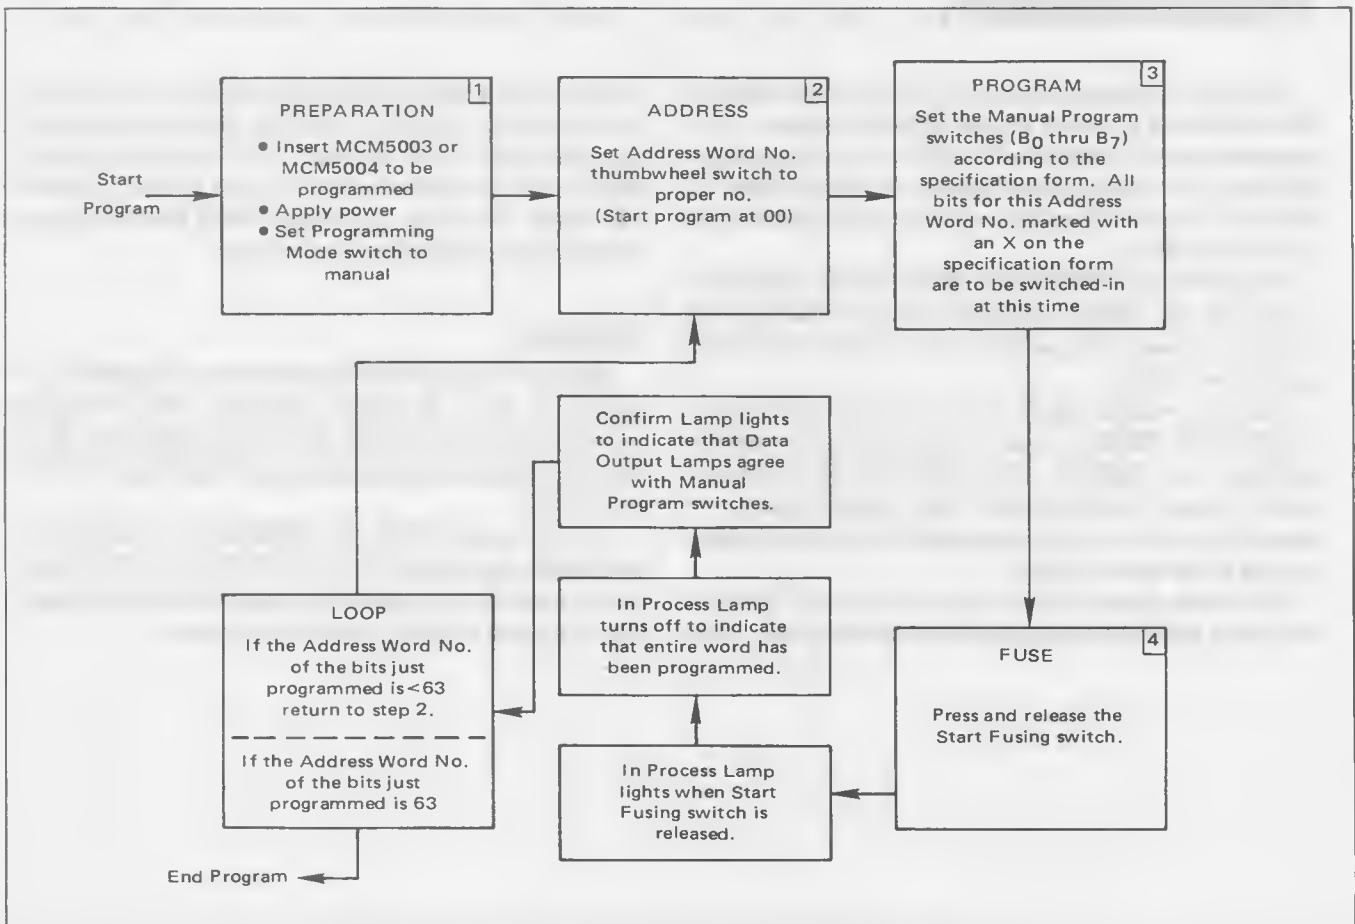 Start
Program
1
PREPARATION
● Insert MCM5003 or
MCM5004 to be
programmed
● Apply power
● Set Programming
Mode switch to
manual
2
ADDRESS
Set Address Word No.
thumbwheel switch to
proper no.
(Start program at 00)
3
PROGRAM
Set the Manual Program
switches (B0 thru B7)
according to the
specification form. All
bits for this Address
Word No. marked with
an X on the
specification form
are to be switched-in
at this time
4
FUSE
Press and release the
Start Fusing switch.
In Process Lamp
lights when Start
Fusing switch is
released.
In Process Lamp
turns off to indicate
that entire word has
been programmed.
Confirm Lamp lights
to indicate that Data
Output Lamps agree
with Manual
Program switches.
LOOP
If the Address Word No.
of the bits just
programmed is <63
return to step 2.
If the Address Word No.
of the bits just
programmed is 63
End Program